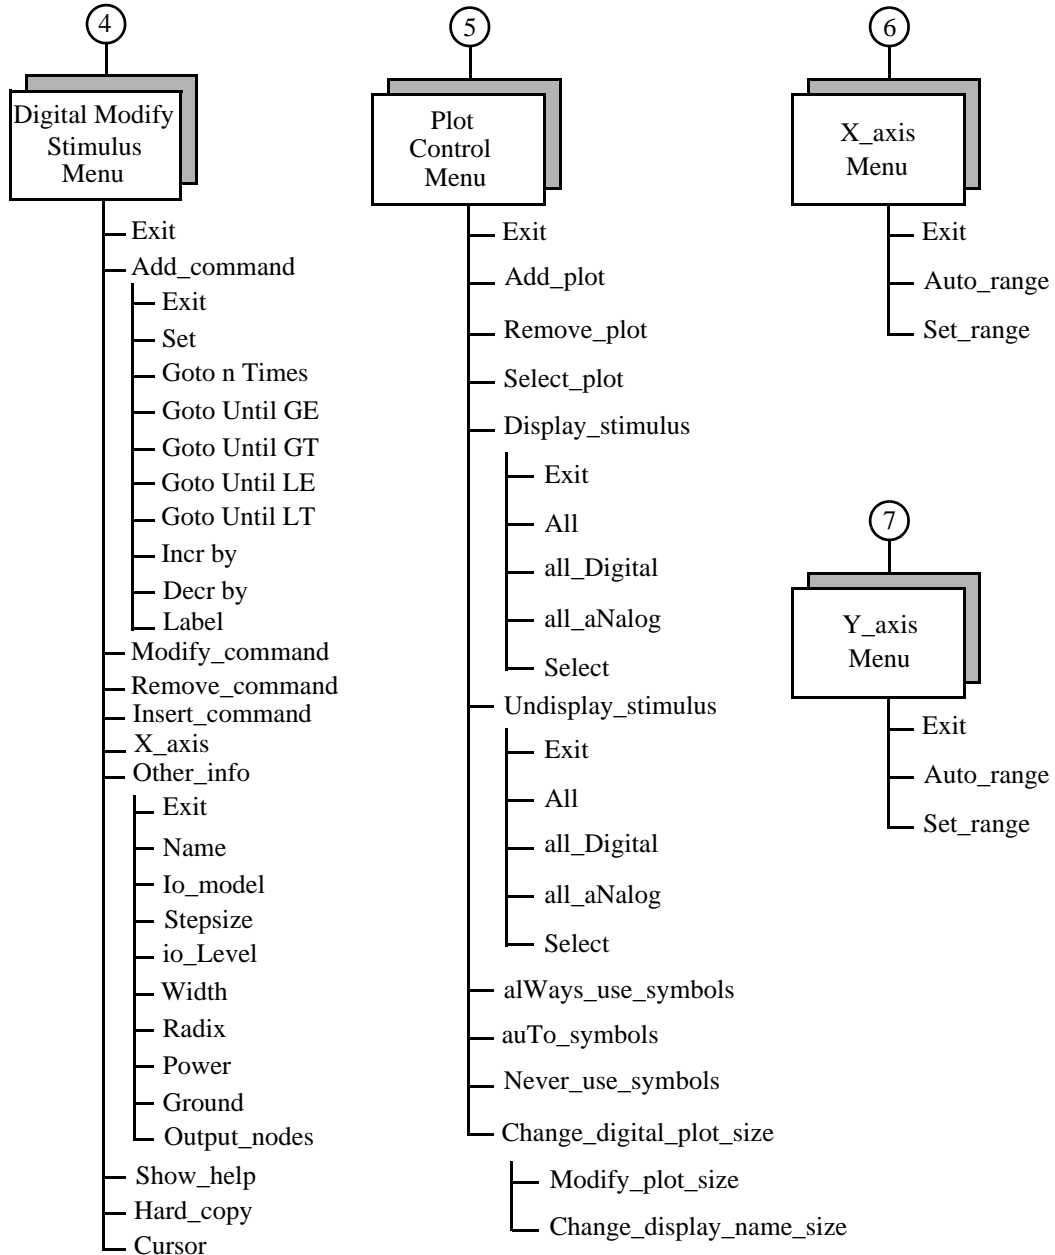 4
Digital Modify
Stimulus
Menu
Exit
Add_command
Exit
Set
Goto n Times
Goto Until GE
Goto Until GT
Goto Until LE
Goto Until LT
Incr by
Decr by
Label
Modify_command
Remove_command
Insert_command
X_axis
Other_info
Exit
Name
Io_model
Stepsize
io_Level
Width
Radix
Power
Ground
Output_nodes
Show_help
Hard_copy
Cursor
5
Plot
Control
Menu
Exit
Add_plot
Remove_plot
Select_plot
Display_stimulus
Exit
All
all_Digital
all_aNalog
Select
Undisplay_stimulus
Exit
All
all_Digital
all_aNalog
Select
alWays_use_symbols
auTo_symbols
Never_use_symbols
Change_digital_plot_size
Modify_plot_size
Change_display_name_size
6
X_axis
Menu
Exit
Auto_range
Set_range
7
Y_axis
Menu
Exit
Auto_range
Set_range